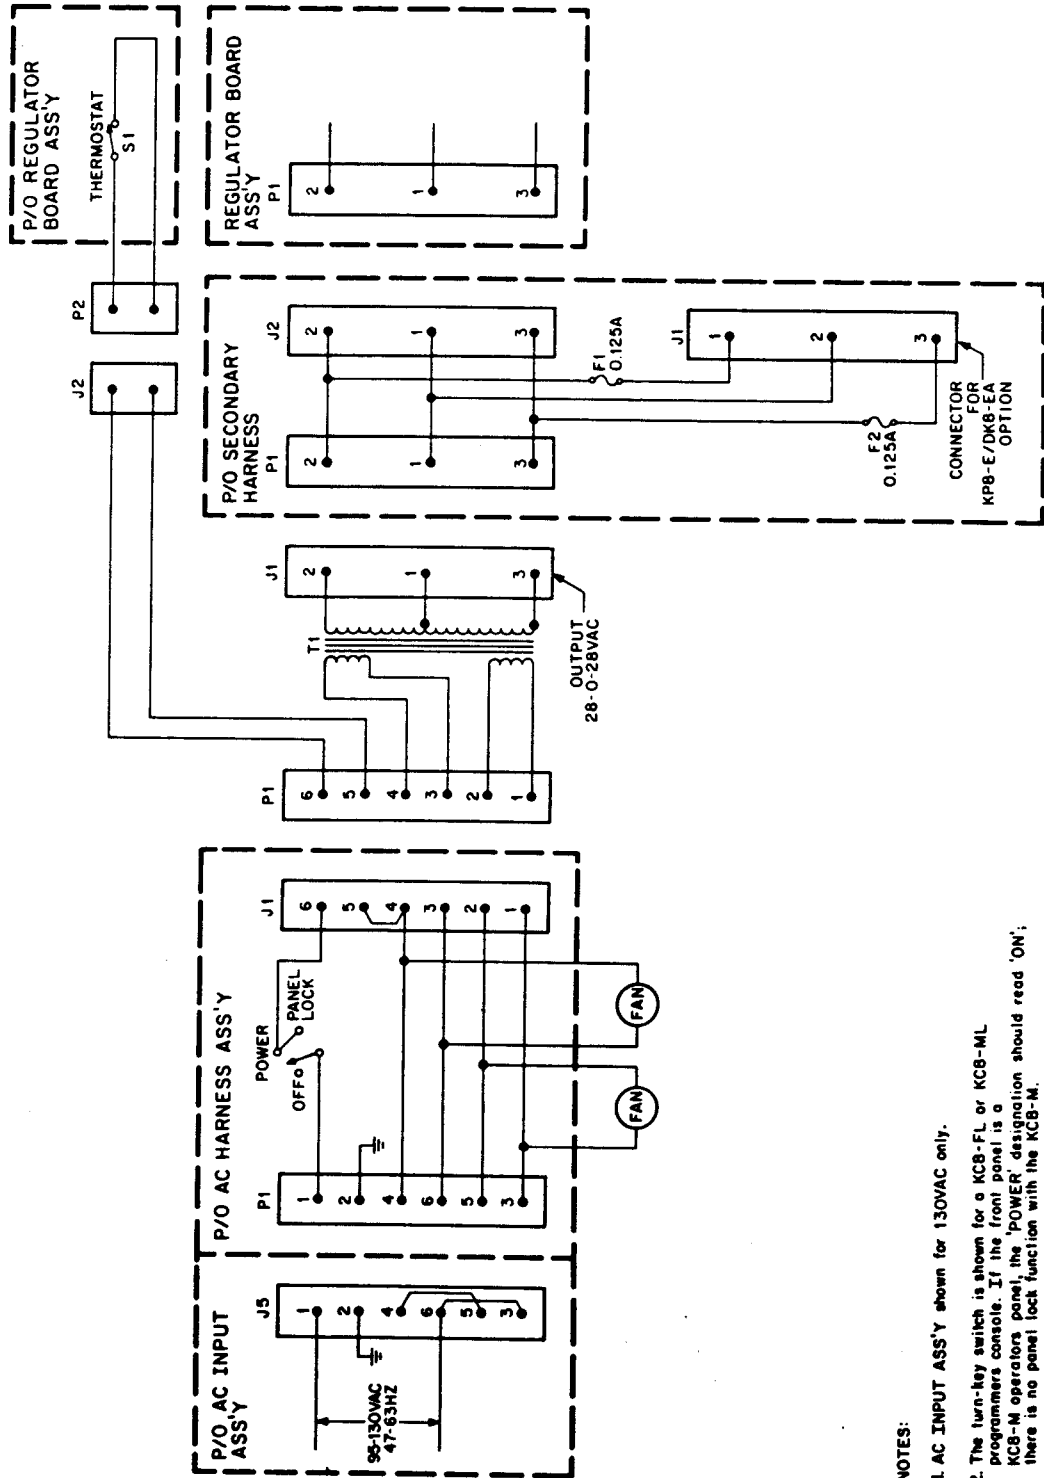 P/O AC INPUT
ASS'Y
J5
1
2
4
6
5
3
95-130VAC
47-63HZ
P/O AC HARNESS ASS'Y
P1
1
2
4
6
5
3
POWER
OFF
PANEL
LOCK
J1
6
5
4
3
2
1
FAN
FAN
P1
6
5
4
3
2
1
T1
J1
2
1
3
OUTPUT
28-0-28VAC
P/O SECONDARY
HARNESS
P1
2
1
3
J2
2
1
3
F1
0.125A
F2
0.125A
J1
1
2
3
CONNECTOR
FOR
KP8-E/DK8-EA
OPTION
J2
P2
P/O REGULATOR
BOARD ASS'Y
THERMOSTAT
S1
REGULATOR BOARD
ASS'Y
P1
2
1
3
NOTES:
1. AC INPUT ASS'Y shown for 130VAC only.
2. The turn-key switch is shown for a KC8-FL or KC8-ML
programmers console. If the front panel is a
KC8-M operators panel, the 'POWER' designation should read 'ON';
there is no panel lock function with the KC8-M.